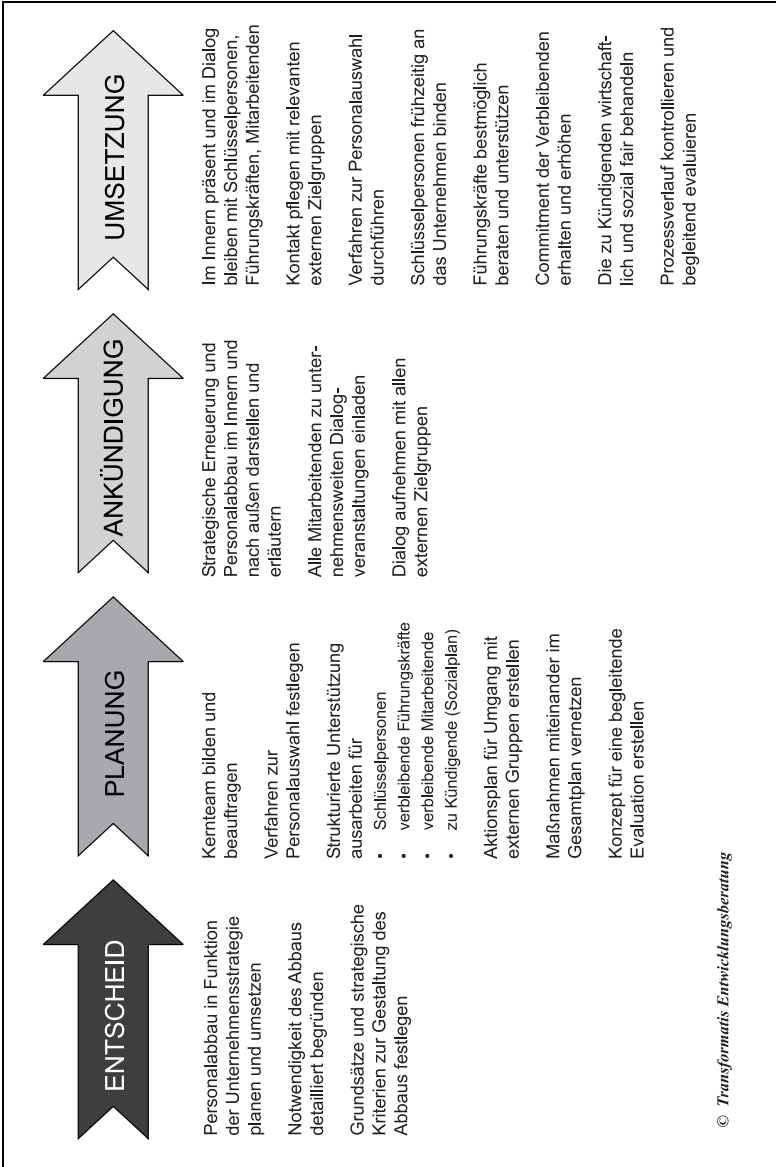 ENTSCHEID
Personalabbau in Funktion
der Unternehmensstrategie
planen und umsetzen
Notwendigkeit des Abbaus
detailliert begründen
Grundsätze und strategische
Kriterien zur Gestaltung des
Abbaus festlegen
PLANUNG
Kernteam bilden und
beauftragen
Verfahren zur
Personalauswahl festlegen
Strukturierte Unterstützung
ausarbeiten für
• Schlüsselpersonen
• verbleibende Führungskräfte
• verbleibende Mitarbeitende
• zu Kündigende (Sozialplan)
Aktionsplan für Umgang mit
externen Gruppen erstellen
Maßnahmen miteinander im
Gesamtplan vernetzen
Konzept für eine begleitende
Evaluation erstellen
ANKÜNDIGUNG
Strategische Erneuerung und
Personalabbau im Innern und
nach außen darstellen und
erläutern
Alle Mitarbeitenden zu unter-
nehmensweiten Dialog-
veranstaltungen einladen
Dialog aufnehmen mit allen
externen Zielgruppen
UMSETZUNG
Im Innern präsent und im Dialog
bleiben mit Schlüsselpersonen,
Führungskräften, Mitarbeitenden
Kontakt pflegen mit relevanten
externen Zielgruppen
Verfahren zur Personalauswahl
durchführen
Schlüsselpersonen frühzeitig an
das Unternehmen binden
Führungskräfte bestmöglich
beraten und unterstützen
Commitment der Verbleibenden
erhalten und erhöhen
Die zu Kündigenden wirtschaft-
lich und sozial fair behandeln
Prozessverlauf kontrollieren und
begleitend evaluieren
© Transformatis Entwicklungsberatung